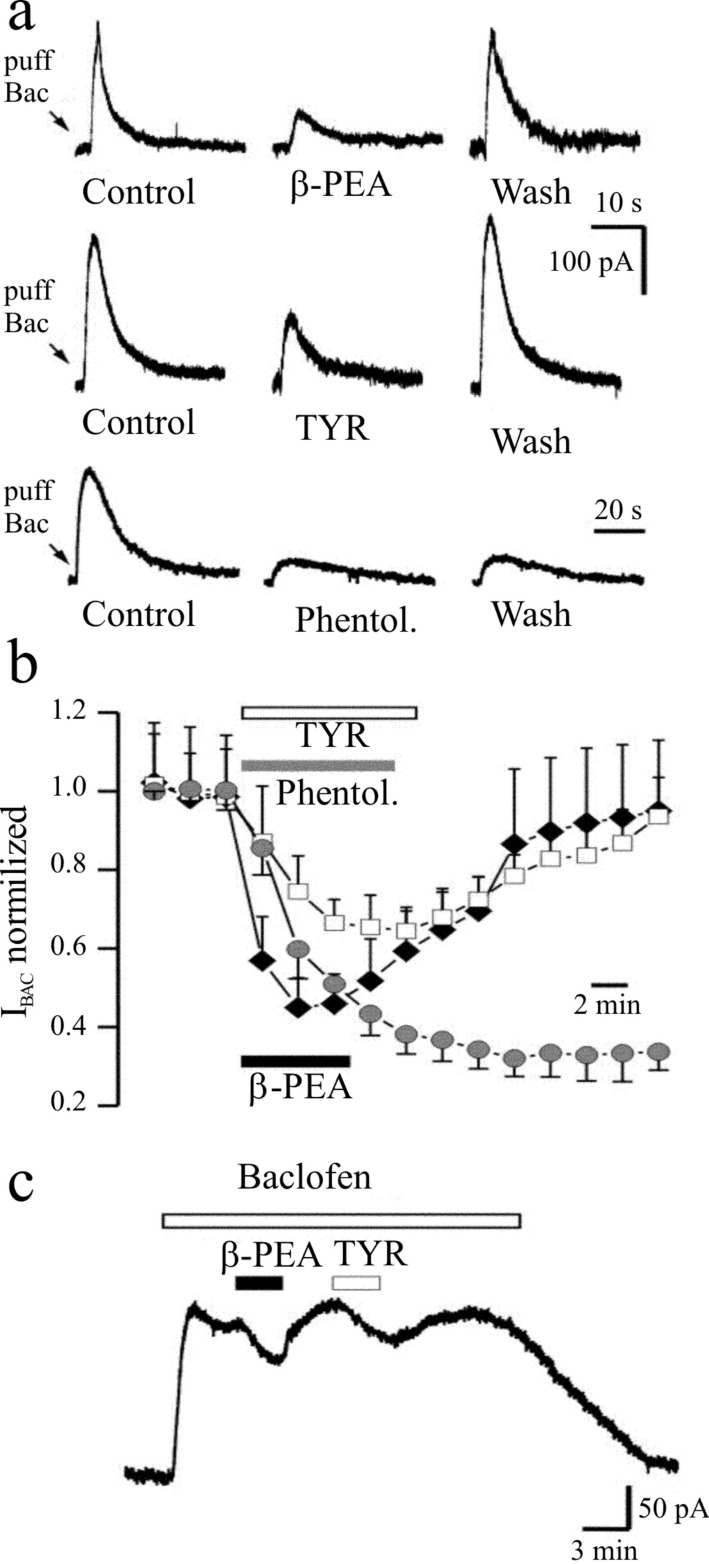 a
puff
Bac
Control
β-PEA
Wash
10 s
100 pA
puff
Bac
Control
TYR
Wash
puff
Bac
20 s
Control
Phentol.
Wash
b
1.2
1.0
0.8
0.6
0.4
0.2
I BAC normilized
TYR
Phentol.
2 min
β-PEA
c
Baclofen
β-PEA TYR
50 pA
3 min